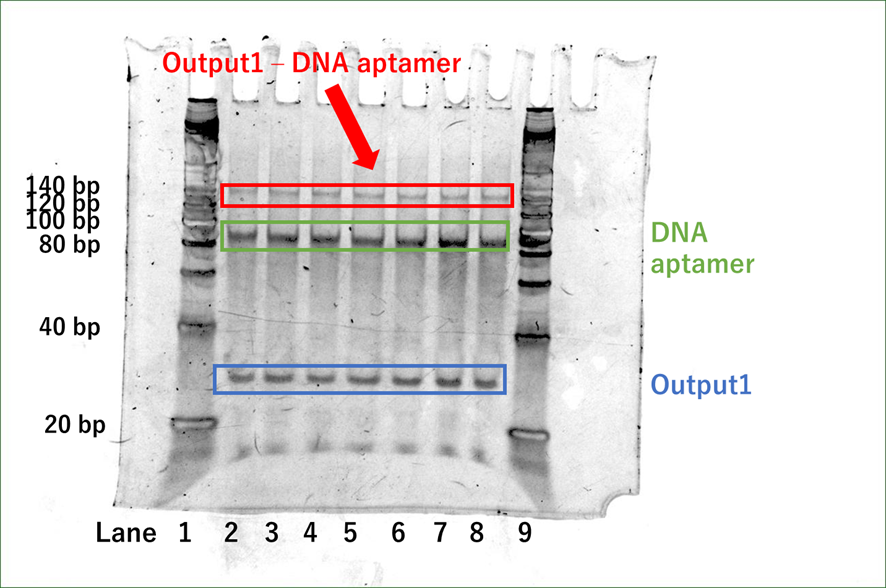 Output1 – DNA aptamer
140 bp
120 bp
100 bp
80 bp
40 bp
20 bp
DNA
aptamer
Output1
Lane 1 2 3 4 5 6 7 8 9